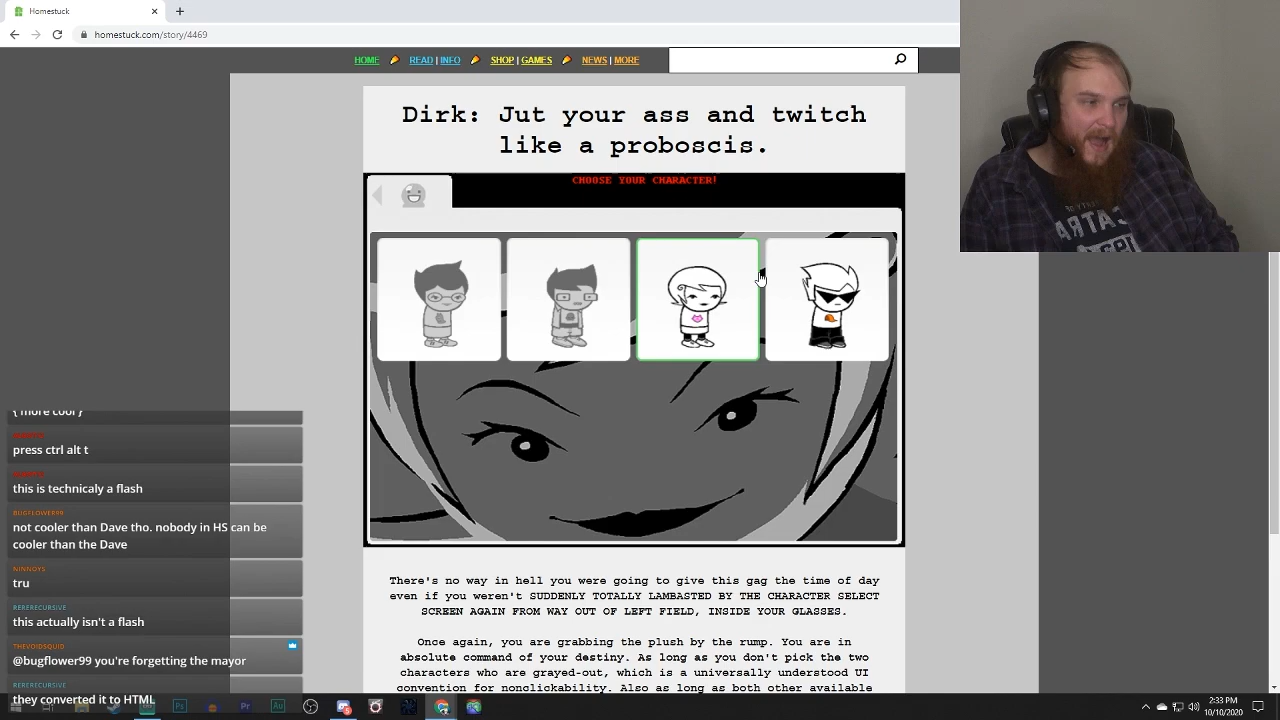 Homestuck
homestuck.com/story/4469
HOME READ | INFO SHOP | GAMES NEWS | MORE
Dirk: Jut your ass and twitch
like a proboscis.
CHOOSE YOUR CHARACTER!
There's no way in hell you were going to give this gag the time of day
even if you weren't SUDDENLY TOTALLY LAMBASTED BY THE CHARACTER SELECT
SCREEN AGAIN FROM WAY OUT OF LEFT FIELD, INSIDE YOUR GLASSES.
Once again, you are grabbing the plush by the rump. You are in
absolute command of your destiny. As long as you don't pick the two
characters who are grayed-out, which is a universally understood UI
convention for nonclickability. Also as long as both other available
{ more cool }
press ctrl alt t
this is technicaly a flash
BUGFLOWER99
not cooler than Dave tho. nobody in HS can be
cooler than the Dave
NINNOYS
tru
RERERECURSIVE
this actually isn't a flash
THEVOIDSQUID
@bugflower99 you're forgetting the mayor
RERERECURSIVE
they converted it to HTML
2:33 PM
10/10/2020